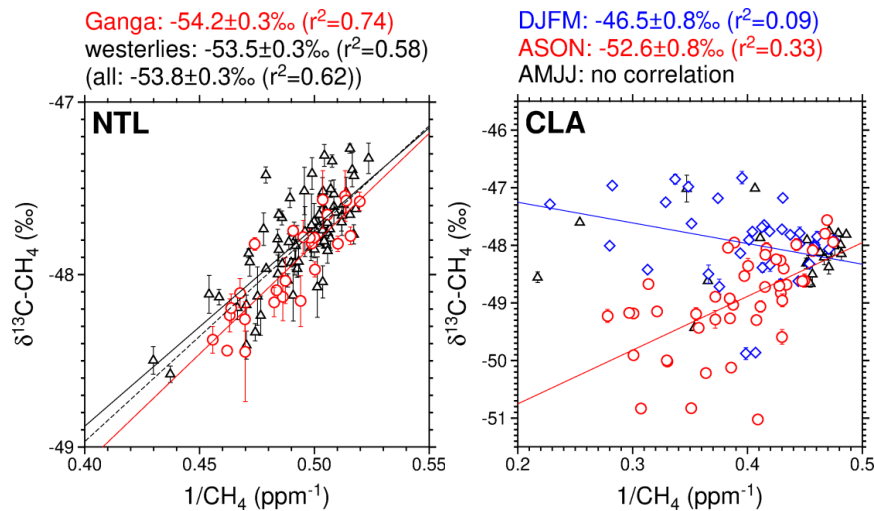 Ganga: -54.2±0.3‰ (r²=0.74)
westerlies: -53.5±0.3‰ (r²=0.58)
(all: -53.8±0.3‰ (r²=0.62))
NTL
-47
-48
-49
δ¹³C-CH₄ (‰)
0.40
0.45
0.50
0.55
1/CH₄ (ppm⁻¹)
DJFM: -46.5±0.8‰ (r²=0.09)
ASON: -52.6±0.8‰ (r²=0.33)
AMJJ: no correlation
CLA
-46
-47
-48
-49
-50
-51
δ¹³C-CH₄ (‰)
0.2
0.3
0.4
0.5
1/CH₄ (ppm⁻¹)